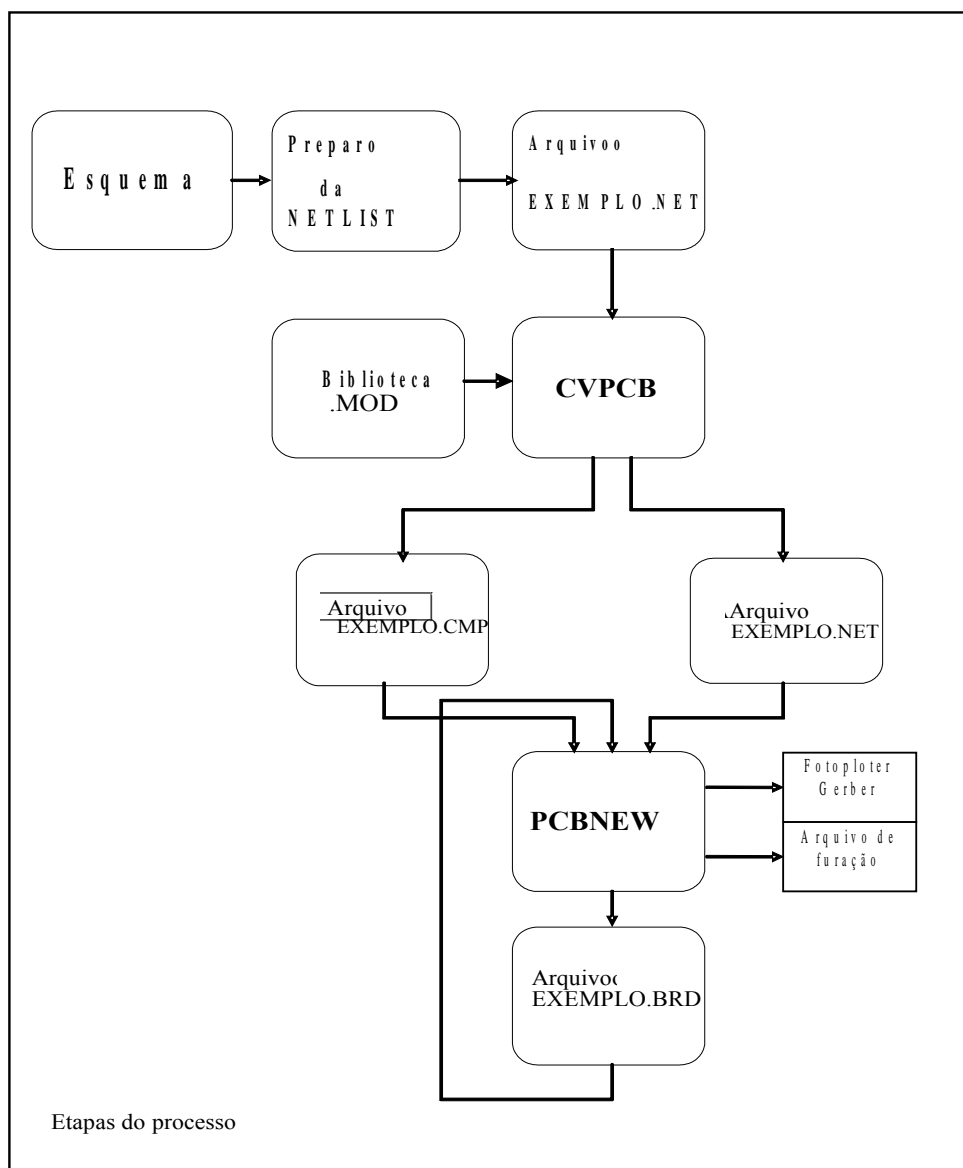 Esquema
Preparo
da
NETLIST
Arquivoo
EXEMPLO.NET
Biblioteca
.MOD
CVPCB
Arquivo
EXEMPLO.CMP
Arquivo
EXEMPLO.NET
PCBNEW
Fotoploter
Gerber
Arquivo de
furação
Arquivoo
EXEMPLO.BRD
Etapas do processo